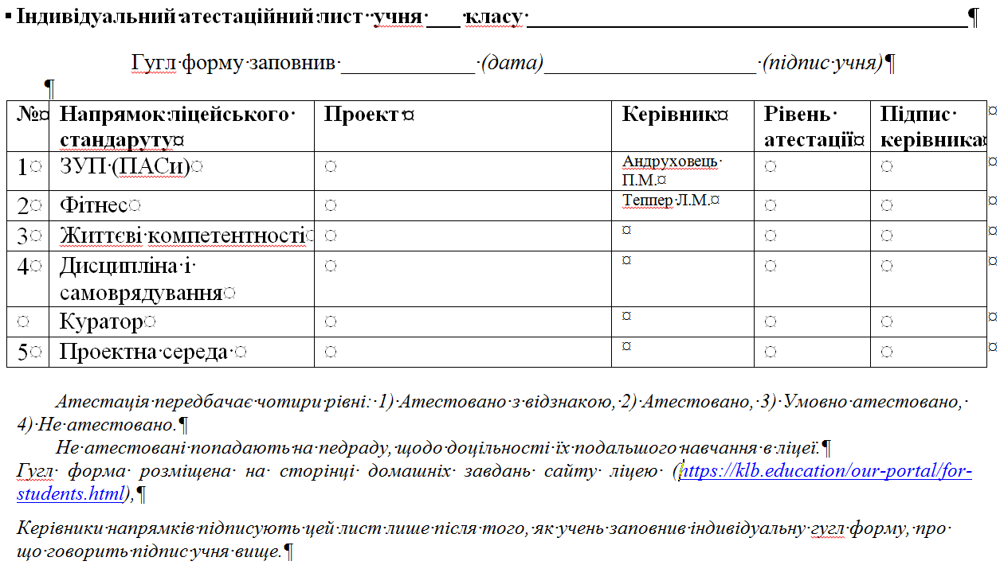 Індивідуальний атестаційний лист учня ___ класу ______________________________________
Гугл форму заповнив ____________ (дата)___________________ (підпис учня)
№ Напрямок ліцейського стандаруту Проект Керівник Рівень атестації Підпис керівника
1 ЗУП (ПАСи) Андруховець П.М.
2 Фітнес Теппер Л.М.
3 Життєві компетентності
4 Дисципліна і самоврядування
Куратор
5 Проектна середа
Атестація передбачає чотири рівні: 1) Атестовано з відзнакою, 2) Атестовано, 3) Умовно атестовано,
4) Не атестовано.
Не атестовані попадають на педраду, щодо доцільності їх подальшого навчання в ліцеї.
Гугл форма розміщена на сторінці домашніх завдань сайту ліцею (https://klb.education/our-portal/for-
students.html),
Керівники напрямків підписують цей лист лише після того, як учень заповнив індивідуальну гугл форму, про
що говорить підпис учня вище.